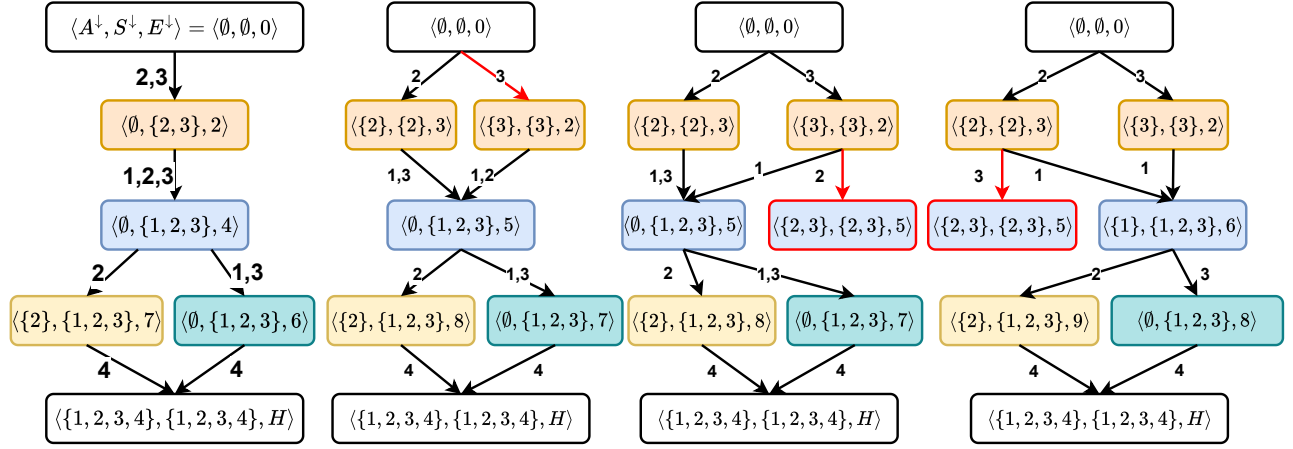 ⟨A↓, S↓, E↓⟩ = ⟨∅, ∅, 0⟩
2,3
⟨∅, {2, 3}, 2⟩
1,2,3
⟨∅, {1, 2, 3}, 4⟩
2
1,3
⟨{2}, {1, 2, 3}, 7⟩
⟨∅, {1, 2, 3}, 6⟩
4
4
⟨{1, 2, 3, 4}, {1, 2, 3, 4}, H⟩
⟨∅, ∅, 0⟩
2
3
⟨{2}, {2}, 3⟩
⟨{3}, {3}, 2⟩
1,3
1,2
⟨∅, {1, 2, 3}, 5⟩
2
1,3
⟨{2}, {1, 2, 3}, 8⟩
⟨∅, {1, 2, 3}, 7⟩
4
4
⟨{1, 2, 3, 4}, {1, 2, 3, 4}, H⟩
⟨∅, ∅, 0⟩
2
3
⟨{2}, {2}, 3⟩
⟨{3}, {3}, 2⟩
1,3
1
2
⟨∅, {1, 2, 3}, 5⟩
⟨{2, 3}, {2, 3}, 5⟩
2
1,3
⟨{2}, {1, 2, 3}, 8⟩
⟨∅, {1, 2, 3}, 7⟩
4
4
⟨{1, 2, 3, 4}, {1, 2, 3, 4}, H⟩
⟨∅, ∅, 0⟩
2
3
⟨{2}, {2}, 3⟩
⟨{3}, {3}, 2⟩
3
1
1
⟨{2, 3}, {2, 3}, 5⟩
⟨{1}, {1, 2, 3}, 6⟩
2
3
⟨{2}, {1, 2, 3}, 9⟩
⟨∅, {1, 2, 3}, 8⟩
4
4
⟨{1, 2, 3, 4}, {1, 2, 3, 4}, H⟩